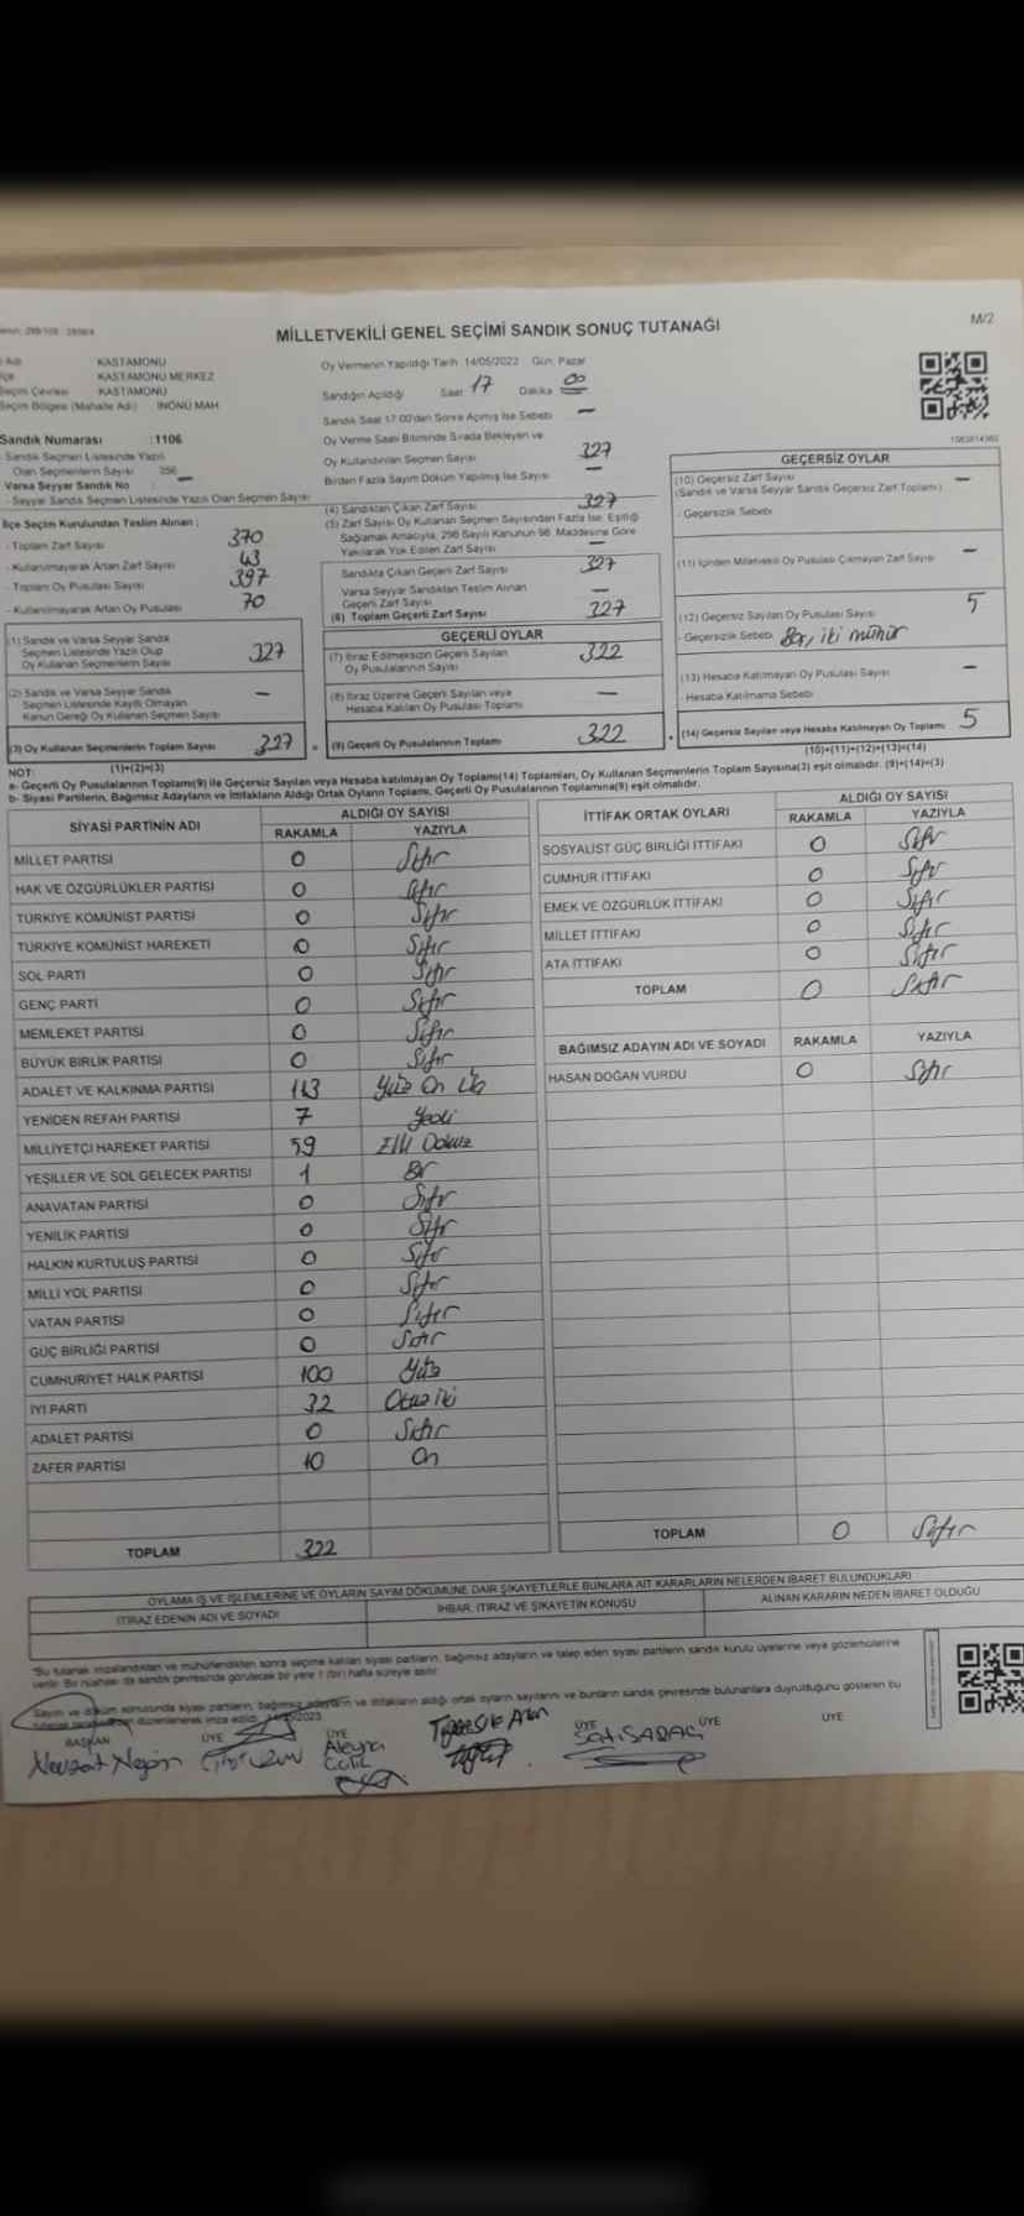 MİLLETVEKİLİ GENEL SEÇİMİ SANDIK SONUÇ TUTANAĞI
M/2
KASTAMONU
KASTAMONU MERKEZ
KASTAMONU
Seçim Bölgesi (Mahalle Adı) İNÖNÜ MAH.
Sandık Numarası :1106
Sandık Seçmen Listesinde Yazılı
Olan Seçmenlerin Sayısı
Varsa Seyyar Sandık No —
- Seyyar Sandık Seçmen Listesinde Yazılı Olan Seçmen Sayısı
İlçe Seçim Kurulundan Teslim Alınan ;
- Toplam Zarf Sayısı 370
- Kullanılmayarak Artan Zarf Sayısı 43
- Toplam Oy Pusulası Sayısı 397
- Kullanılmayarak Artan Oy Pusulası 70
(1) Sandık ve Varsa Seyyar Sandık
Seçmen Listesinde Yazılı Olup
Oy Kullanan Seçmenlerin Sayısı 327
(2) Sandık ve Varsa Seyyar Sandık
Seçmen Listesinde Kayıtlı Olmayan
Kanun Gereği Oy Kullanan Seçmen Sayısı —
(3) Oy Kullanan Seçmenlerin Toplam Sayısı 327
(1)+(2)=(3)
Oy Vermenin Yapıldığı Tarih 14/05/2023 Gün: Pazar
Sandığın Açıldığı Saat 17 Dakika 00
Sandık Saat 17:00'dan Sonra Açılmış İse Sebebi —
Oy Verme Saati Bitiminde Sırada Bekleyen ve
Oy Kullandırılan Seçmen Sayısı 327
Birden Fazla Sayım Döküm Yapılmış İse Sayısı —
(4) Sandıktan Çıkan Zarf Sayısı 327
(5) Zarf Sayısı Oy Kullanan Seçmen Sayısından Fazla İse, Eşitliği
Sağlamak Amacıyla, 298 Sayılı Kanunun 98. Maddesine Göre
Yakılarak Yok Edilen Zarf Sayısı —
Sandıkta Çıkan Geçerli Zarf Sayısı 327
Varsa Seyyar Sandıktan Teslim Alınan
Geçerli Zarf Sayısı —
(6) Toplam Geçerli Zarf Sayısı 327
GEÇERLİ OYLAR
(7) İtiraz Edilmeksizin Geçerli Sayılan
Oy Pusulalarının Sayısı 322
(8) İtiraz Üzerine Geçerli Sayılan veya
Hesaba Katılan Oy Pusulası Toplamı —
(9) Geçerli Oy Pusulalarının Toplamı 322
GEÇERSİZ OYLAR
(10) Geçersiz Zarf Sayısı —
(Sandık ve Varsa Seyyar Sandık Geçersiz Zarf Toplamı)
- Geçersizlik Sebebi
(11) İçinden Milletvekili Oy Pusulası Çıkmayan Zarf Sayısı —
(12) Geçersiz Sayılan Oy Pusulası Sayısı 5
- Geçersizlik Sebebi Boş, iki mühür
(13) Hesaba Katılmayan Oy Pusulası Sayısı —
- Hesaba Katılmama Sebebi
(14) Geçersiz Sayılan veya Hesaba Katılmayan Oy Toplamı 5
(10)+(11)+(12)+(13)=(14)
NOT:
a- Geçerli Oy Pusulalarının Toplamı(9) ile Geçersiz Sayılan veya Hesaba katılmayan Oy Toplamı(14) Toplamları, Oy Kullanan Seçmenlerin Toplam Sayısına(3) eşit olmalıdır. (9)+(14)=(3)
b- Siyasi Partilerin, Bağımsız Adayların ve İttifakların Aldığı Ortak Oyların Toplamı, Geçerli Oy Pusulalarının Toplamına(9) eşit olmalıdır.
SİYASİ PARTİNİN ADI ALDIĞI OY SAYISI
RAKAMLA YAZIYLA
MİLLET PARTİSİ 0 Sıfır
HAK VE ÖZGÜRLÜKLER PARTİSİ 0 Sıfır
TÜRKİYE KOMÜNİST PARTİSİ 0 Sıfır
TÜRKİYE KOMÜNİST HAREKETİ 0 Sıfır
SOL PARTİ 0 Sıfır
GENÇ PARTİ 0 Sıfır
MEMLEKET PARTİSİ 0 Sıfır
BÜYÜK BİRLİK PARTİSİ 0 Sıfır
ADALET VE KALKINMA PARTİSİ 113 Yüz On Üç
YENİDEN REFAH PARTİSİ 7 Yedi
MİLLİYETÇİ HAREKET PARTİSİ 59 Elli Dokuz
YEŞİLLER VE SOL GELECEK PARTİSİ 1 Bir
ANAVATAN PARTİSİ 0 Sıfır
YENİLİK PARTİSİ 0 Sıfır
HALKIN KURTULUŞ PARTİSİ 0 Sıfır
MİLLİ YOL PARTİSİ 0 Sıfır
VATAN PARTİSİ 0 Sıfır
GÜÇ BİRLİĞİ PARTİSİ 0 Sıfır
CUMHURİYET HALK PARTİSİ 100 Yüz
İYİ PARTİ 32 Otuz iki
ADALET PARTİSİ 0 Sıfır
ZAFER PARTİSİ 10 On
TOPLAM 322
İTTİFAK ORTAK OYLARI ALDIĞI OY SAYISI
RAKAMLA YAZIYLA
SOSYALİST GÜÇ BİRLİĞİ İTTİFAKI 0 Sıfır
CUMHUR İTTİFAKI 0 Sıfır
EMEK VE ÖZGÜRLÜK İTTİFAKI 0 Sıfır
MİLLET İTTİFAKI 0 Sıfır
ATA İTTİFAKI 0 Sıfır
TOPLAM 0 Sıfır
BAĞIMSIZ ADAYIN ADI VE SOYADI RAKAMLA YAZIYLA
HASAN DOĞAN VURDU 0 Sıfır
TOPLAM 0 Sıfır
OYLAMA İŞ VE İŞLEMLERİNE VE OYLARIN SAYIM DÖKÜMÜNE DAİR ŞİKAYETLERLE BUNLARA AİT KARARLARIN NELERDEN İBARET BULUNDUKLARI
İTİRAZ EDENİN ADI VE SOYADI İHBAR, İTİRAZ VE ŞİKAYETİN KONUSU ALINAN KARARIN NEDEN İBARET OLDUĞU
"Bu tutanak imzalandıktan ve mühürlendikten sonra seçime katılan siyasi partilerin, bağımsız adayların ve talep eden siyasi partilerin sandık kurulu üyelerine veya gözlemcilerine
verilir. Bir nüshası da sandık çevresinde görülecek bir yere 1 (bir) hafta süreyle asılır.
Sayım ve döküm sonucunda siyasi partilerin, bağımsız adayların ve ittifakların aldığı ortak oyların sayılarını ve bunların sandık çevresinde bulunanlara duyrulduğunu gösteren bu
BAŞKAN ÜYE ÜYE ÜYE ÜYE ÜYE
Aleyna